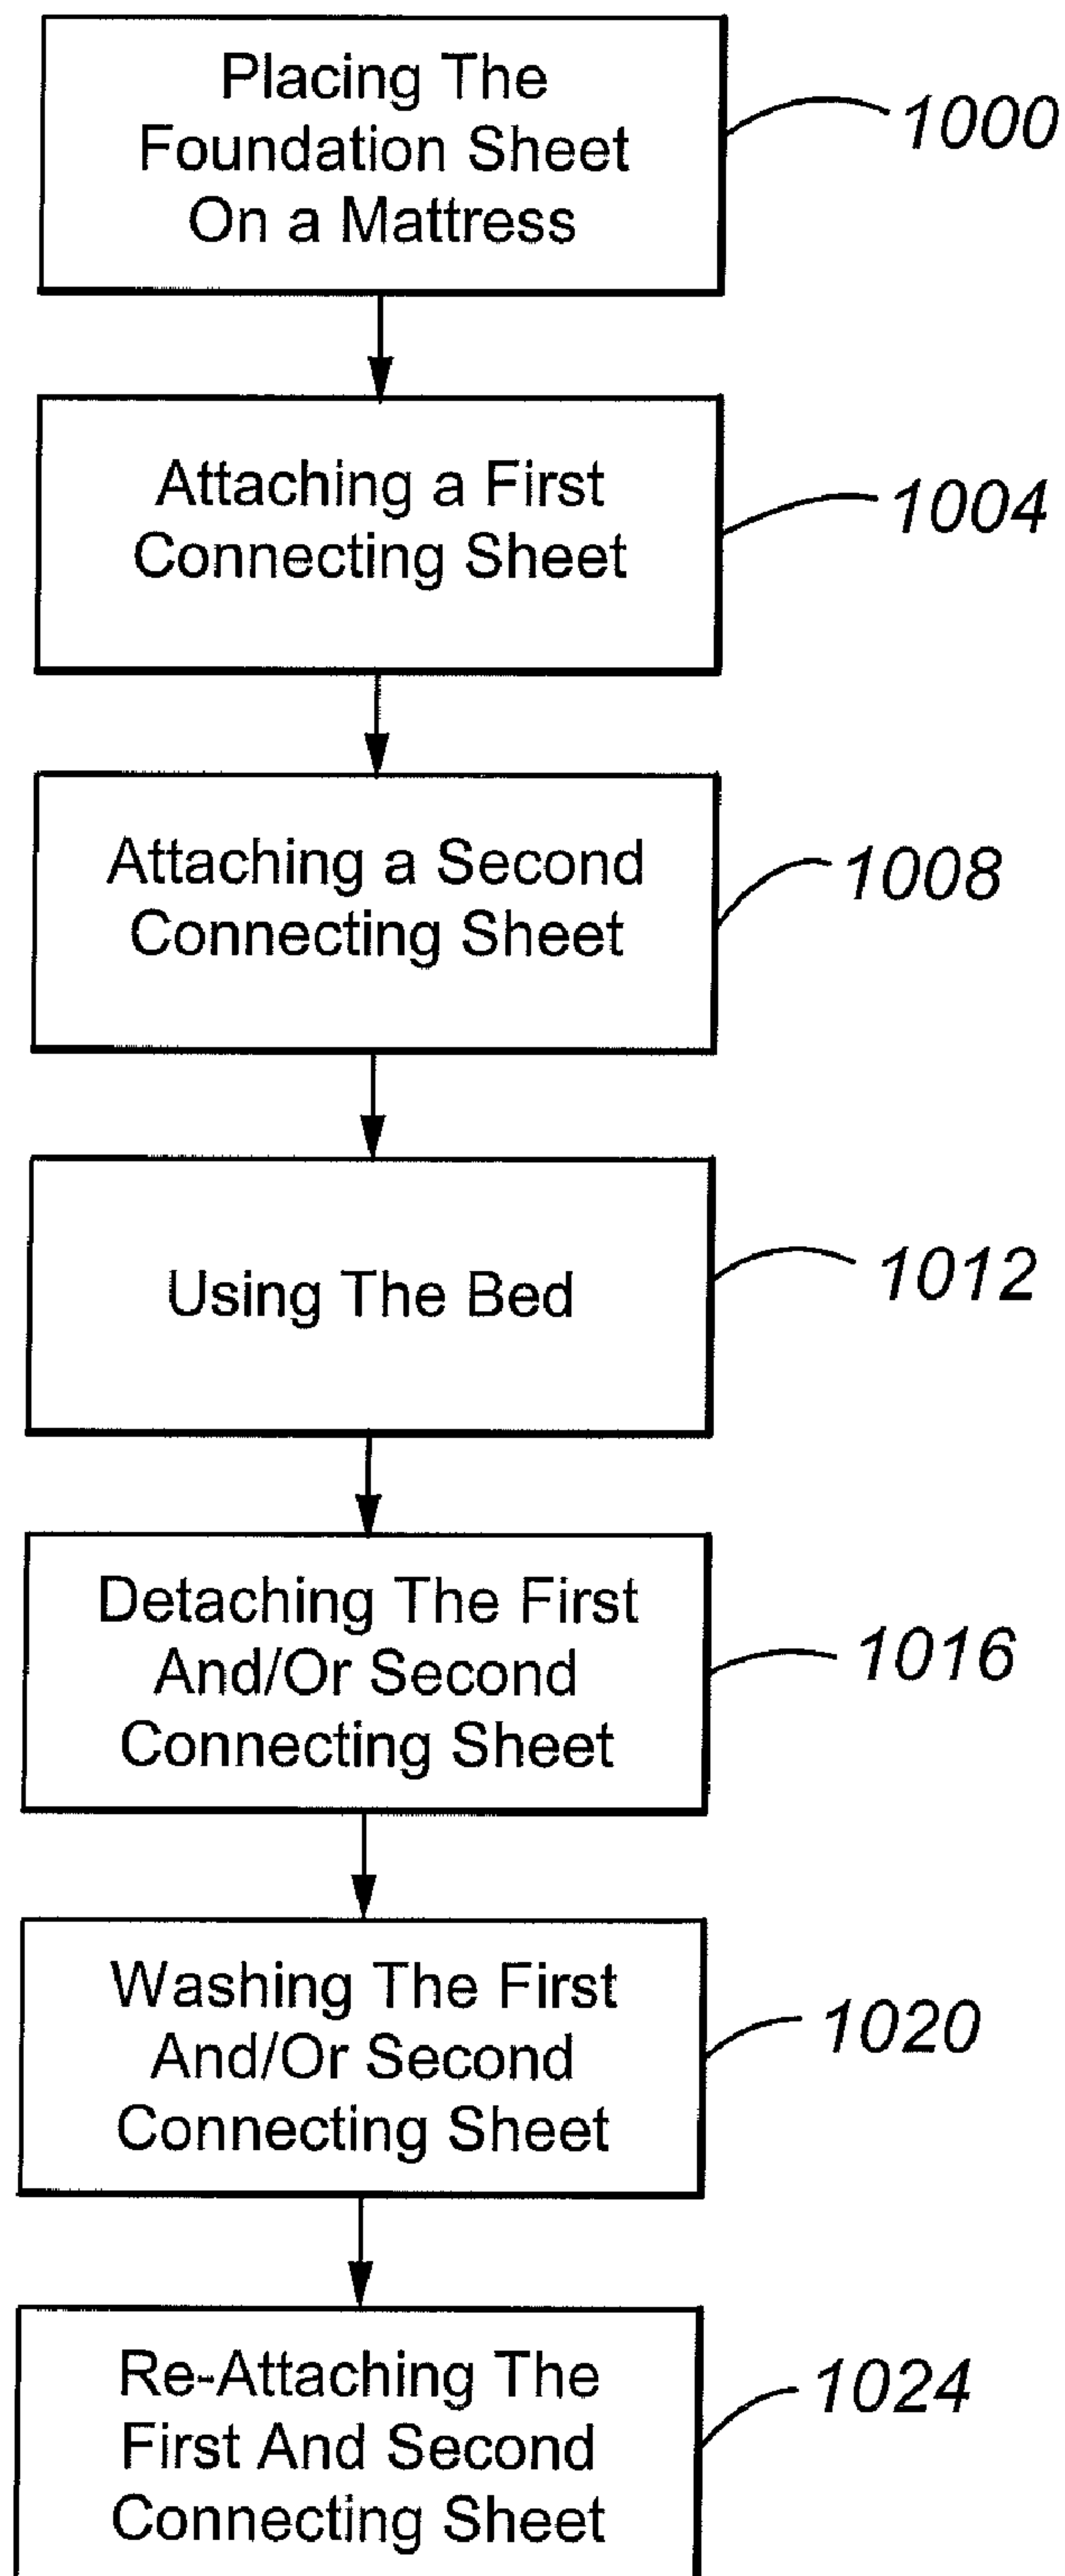 Placing The
Foundation Sheet
On a Mattress
1000
Attaching a First
Connecting Sheet
1004
Attaching a Second
Connecting Sheet
1008
Using The Bed
1012
Detaching The First
And/Or Second
Connecting Sheet
1016
Washing The First
And/Or Second
Connecting Sheet
1020
Re-Attaching The
First And Second
Connecting Sheet
1024